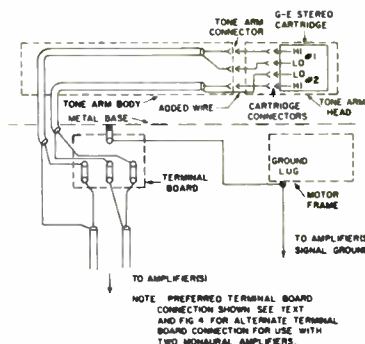 TONE ARM
CONNECTOR
G-E STEREO
CARTRIDGE
HI
#1
LO
LO
#2
HI
TONE ARM BODY
ADDED WIRE
CARTRIDGE
CONNECTORS
TONE ARM
HEAD
METAL BASE
TERMINAL
BOARD
GROUND
LUG
MOTOR
FRAME
TO AMPLIFIER(S)
SIGNAL GROUND
TO AMPLIFIER(S)
NOTE PREFERRED TERMINAL BOARD
CONNECTION SHOWN SEE TEXT
AND FIG 4 FOR ALTERNATE TERMINAL
BOARD CONNECTION FOR USE WITH
TWO MONAURAL AMPLIFIERS.